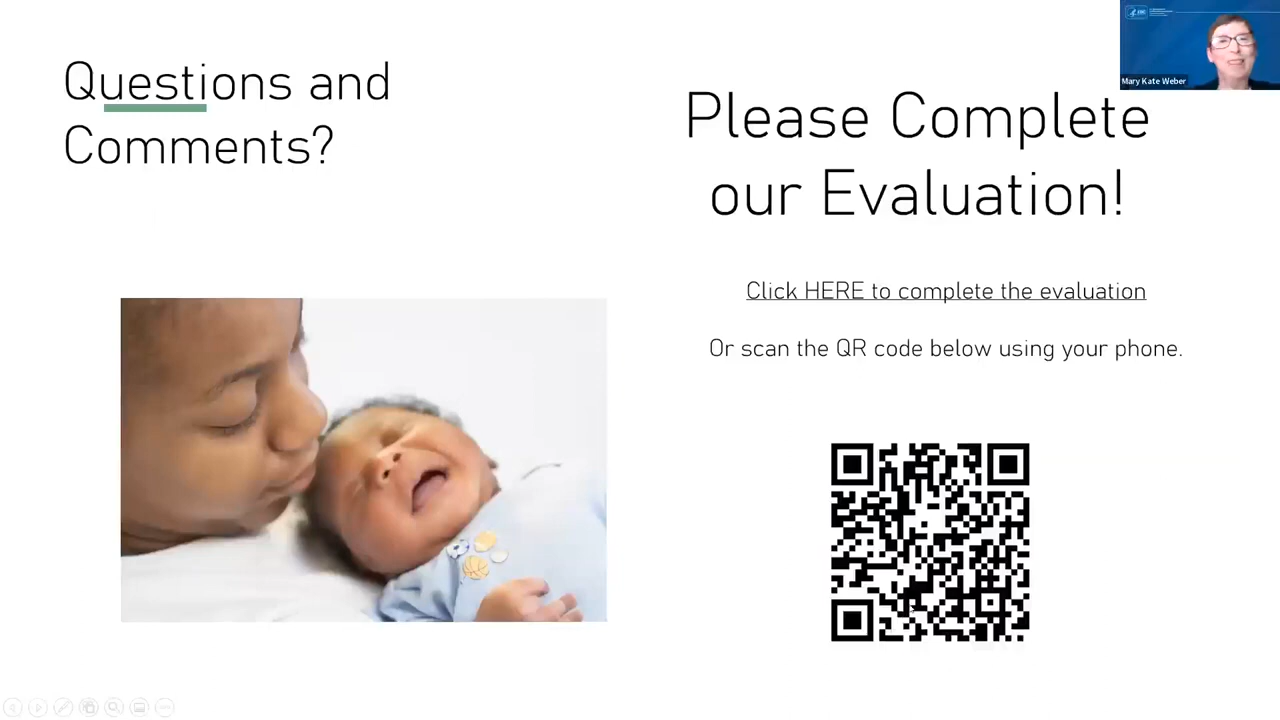 Questions and
Comments?
Please Complete
our Evaluation!
Click HERE to complete the evaluation
Or scan the QR code below using your phone.
Mary Kate Weber